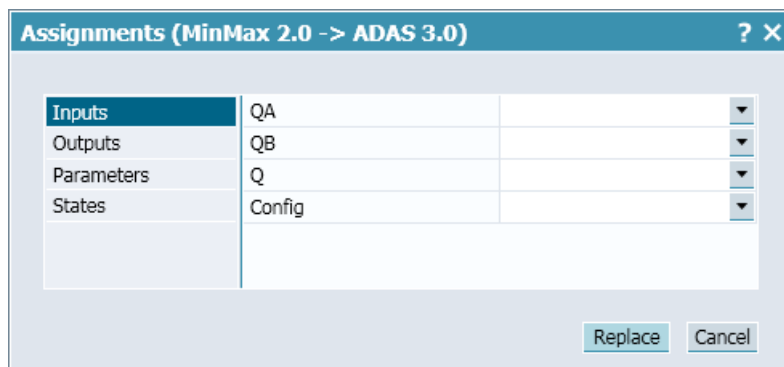 Assignments (MinMax 2.0 -> ADAS 3.0) ? ×
Inputs QA
Outputs QB
Parameters Q
States Config
Replace Cancel